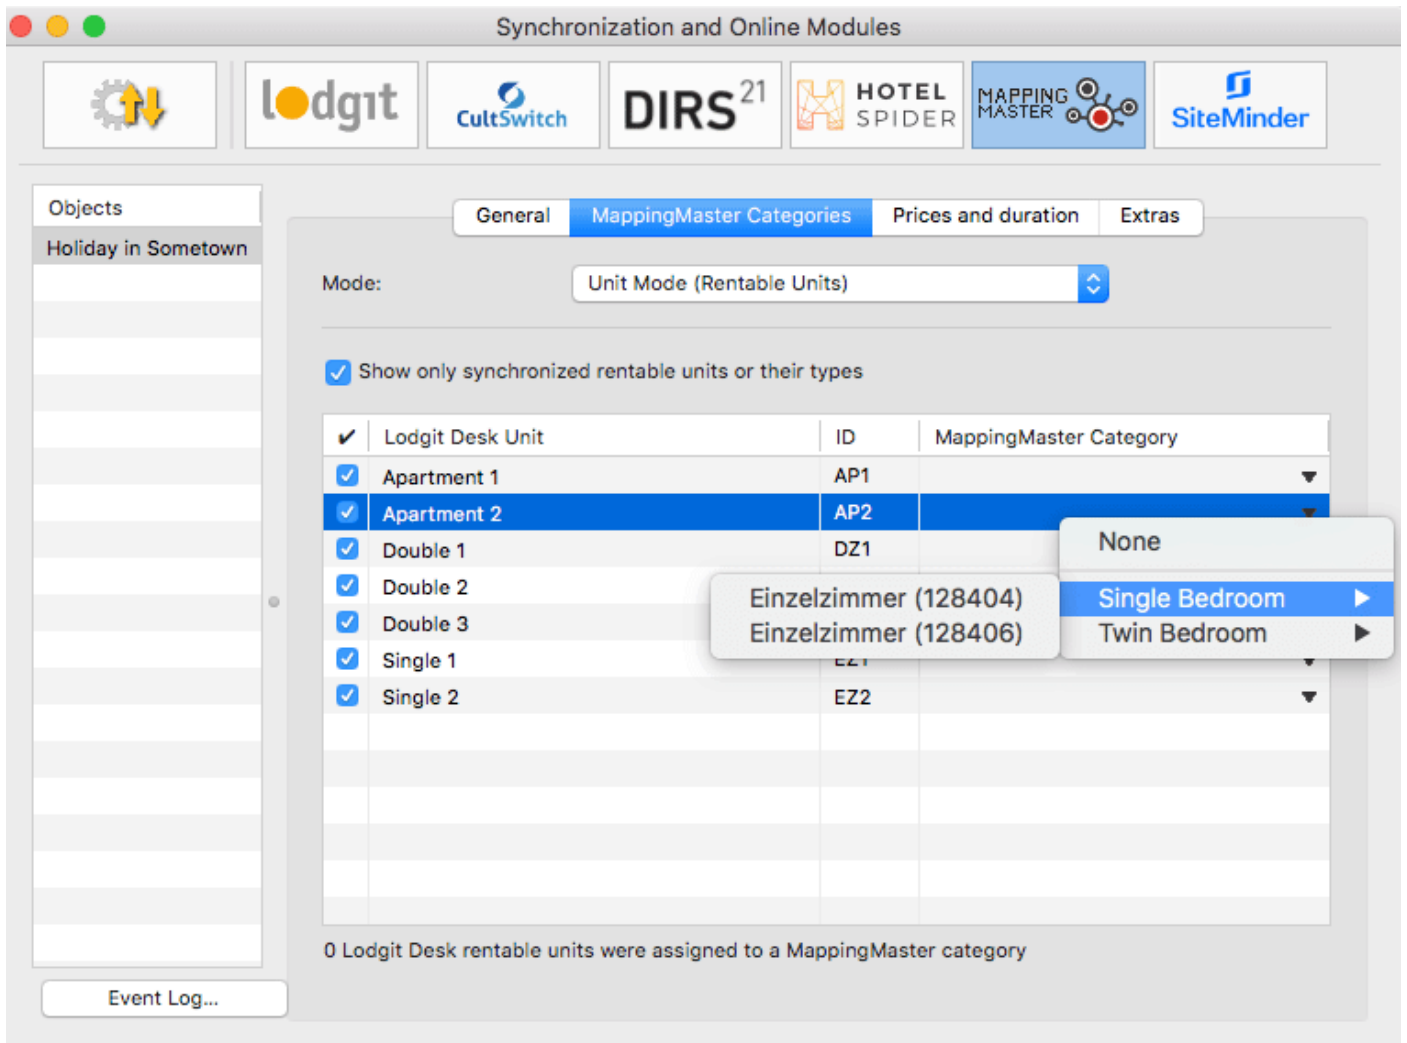 Synchronization and Online Modules
lodgit
CultSwitch
DIRS21
HOTEL
SPIDER
MAPPING
MASTER
SiteMinder
Objects
Holiday in Sometown
General
MappingMaster Categories
Prices and duration
Extras
Mode:
Unit Mode (Rentable Units)
Show only synchronized rentable units or their types
Lodgit Desk Unit
ID
MappingMaster Category
Apartment 1
AP1
Apartment 2
AP2
Double 1
DZ1
Double 2
Double 3
Single 1
EZ1
Single 2
EZ2
None
Single Bedroom
Twin Bedroom
Einzelzimmer (128404)
Einzelzimmer (128406)
0 Lodgit Desk rentable units were assigned to a MappingMaster category
Event Log...